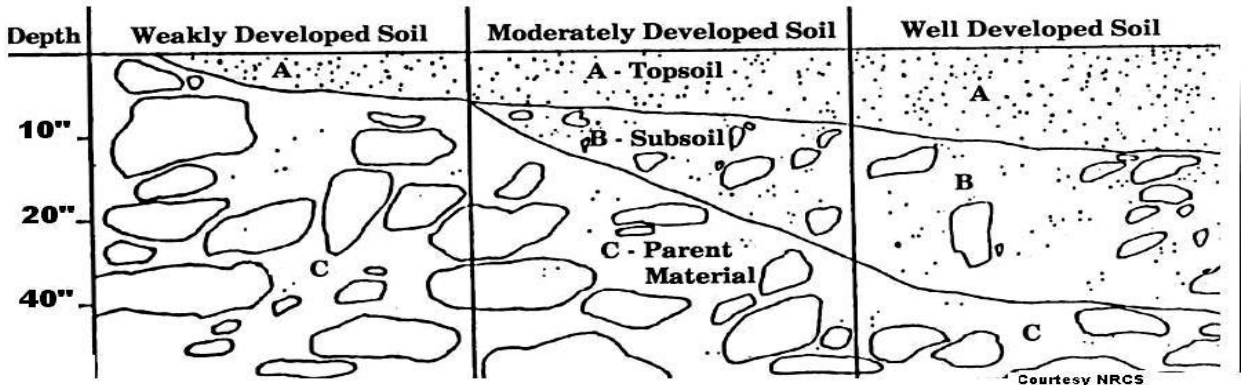 Depth
Weakly Developed Soil
Moderately Developed Soil
Well Developed Soil
A
A - Topsoil
A
10"
B - Subsoil
B
20"
C
C - Parent
Material
40"
C
Courtesy NRCS